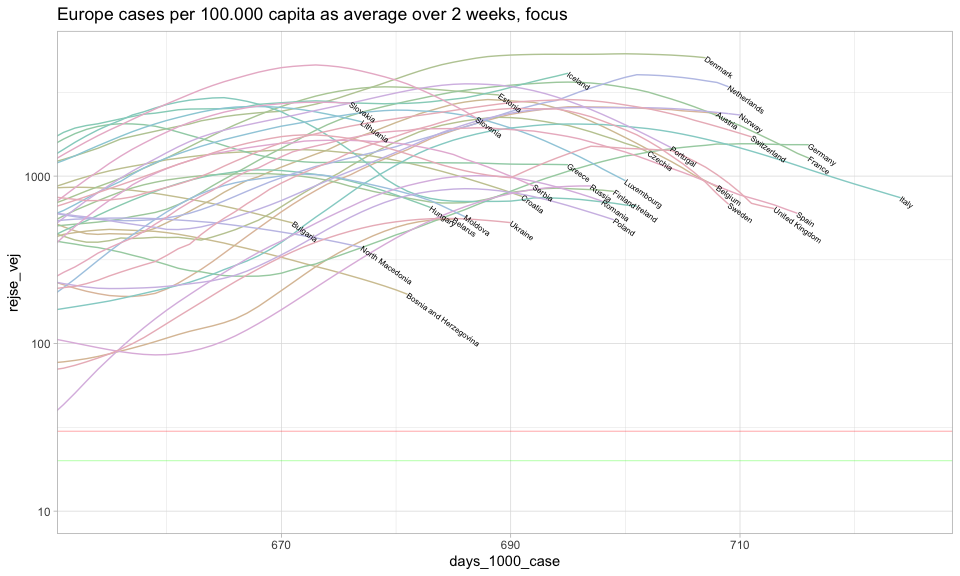 Europe cases per 100.000 capita as average over 2 weeks, focus
rejse_vej
1000
100
10
Denmark
Iceland
Netherlands
Slovakia
Estonia
Lithuania
Slovenia
Austria
Norway
Switzerland
Germany
France
Portugal
Czechia
Greece
Luxembourg
Russia
Serbia
Finland
Ireland
Croatia
Romania
Poland
Belgium
Sweden
Italy
Spain
United Kingdom
Hungary
Belarus
Moldova
Ukraine
Bulgaria
North Macedonia
Bosnia and Herzegovina
670
690
710
days_1000_case